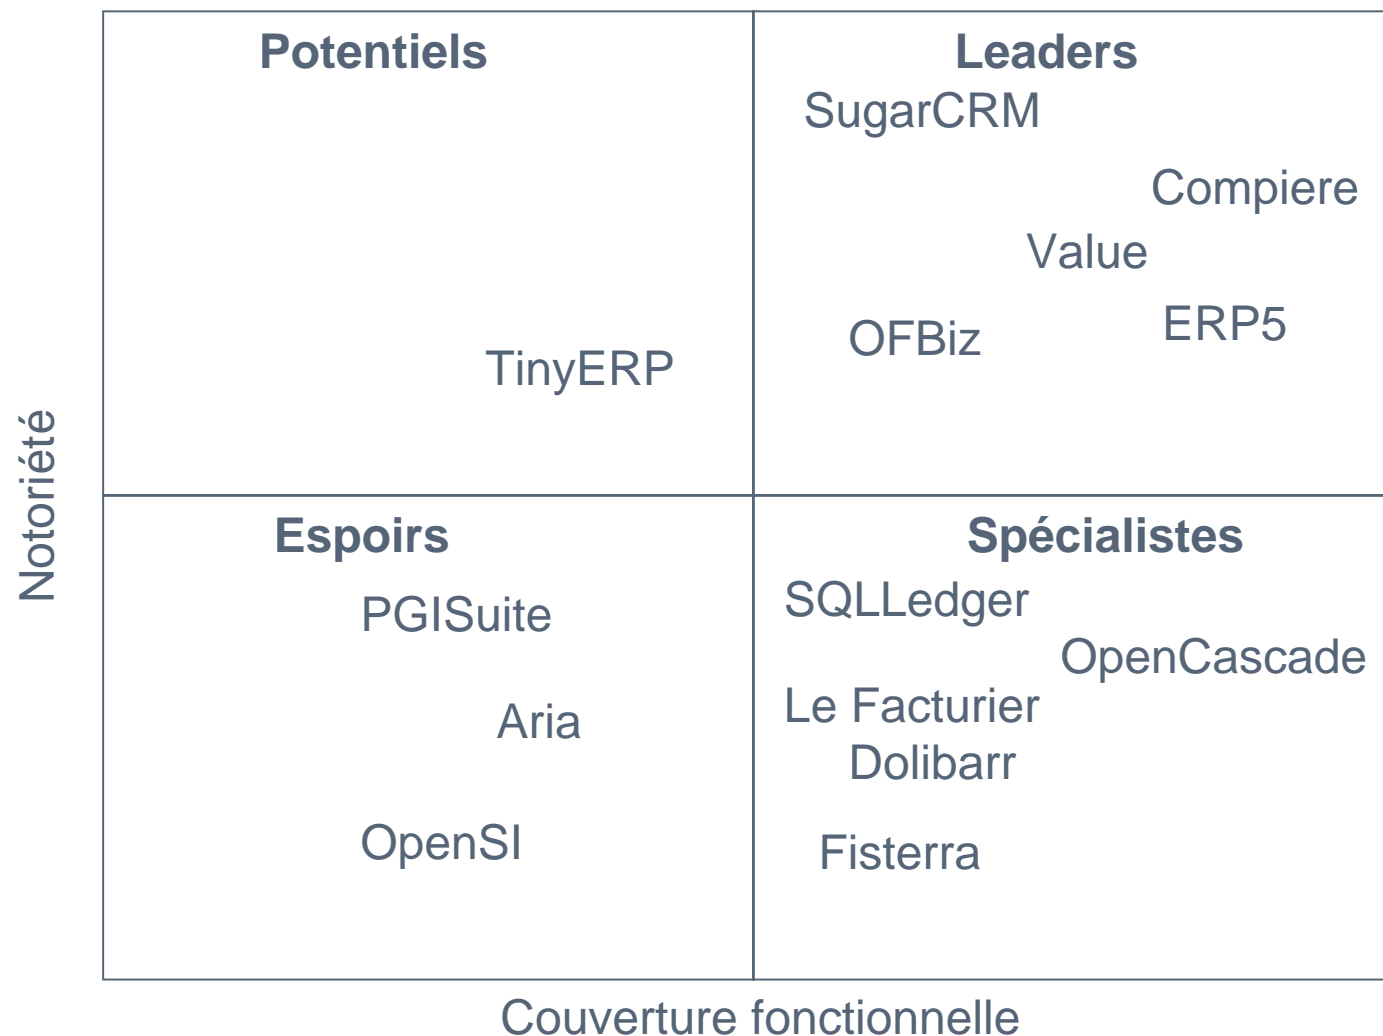 Potentiels
Leaders
SugarCRM
Compiere
Value
ERP5
OFBiz
TinyERP
Notoriété
Espoirs
Spécialistes
PGISuite
SQLLedger
OpenCascade
Aria
Le Facturier
Dolibarr
OpenSI
Fisterra
Couverture fonctionnelle